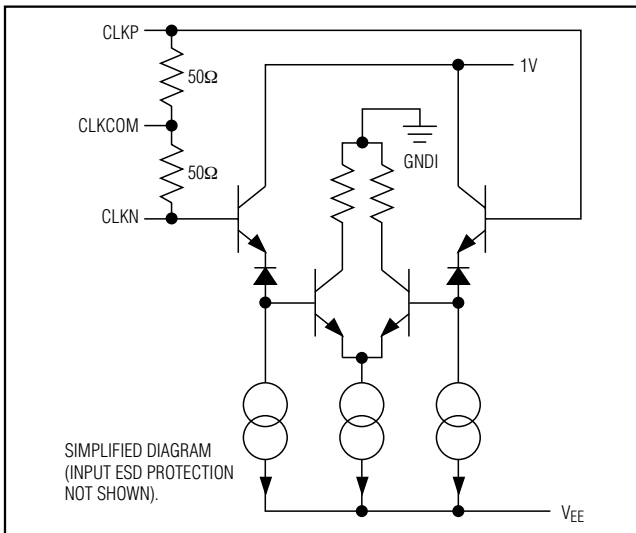 CLKP
50Ω
1V
CLKCOM
GNDI
50Ω
CLKN
SIMPLIFIED DIAGRAM
(INPUT ESD PROTECTION
NOT SHOWN).
VEE